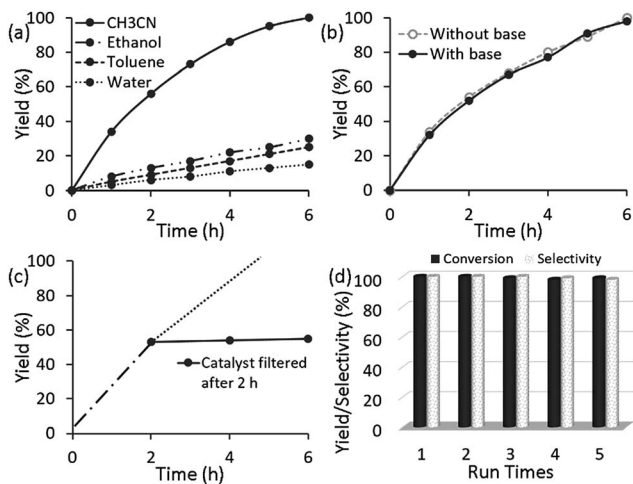 (a)
CH3CN
Ethanol
Toluene
Water
Yield (%)
100
80
60
40
20
0
0 2 4 6
Time (h)
(b)
Without base
With base
Yield (%)
100
80
60
40
20
0
0 2 4 6
Time (h)
(c)
Yield (%)
100
80
60
40
20
0
Catalyst filtered
after 2 h
0 2 4 6
Time (h)
Conversion Selectivity
(d)
Yield/Selectivity (%)
100
80
60
40
20
0
1 2 3 4 5
Run Times